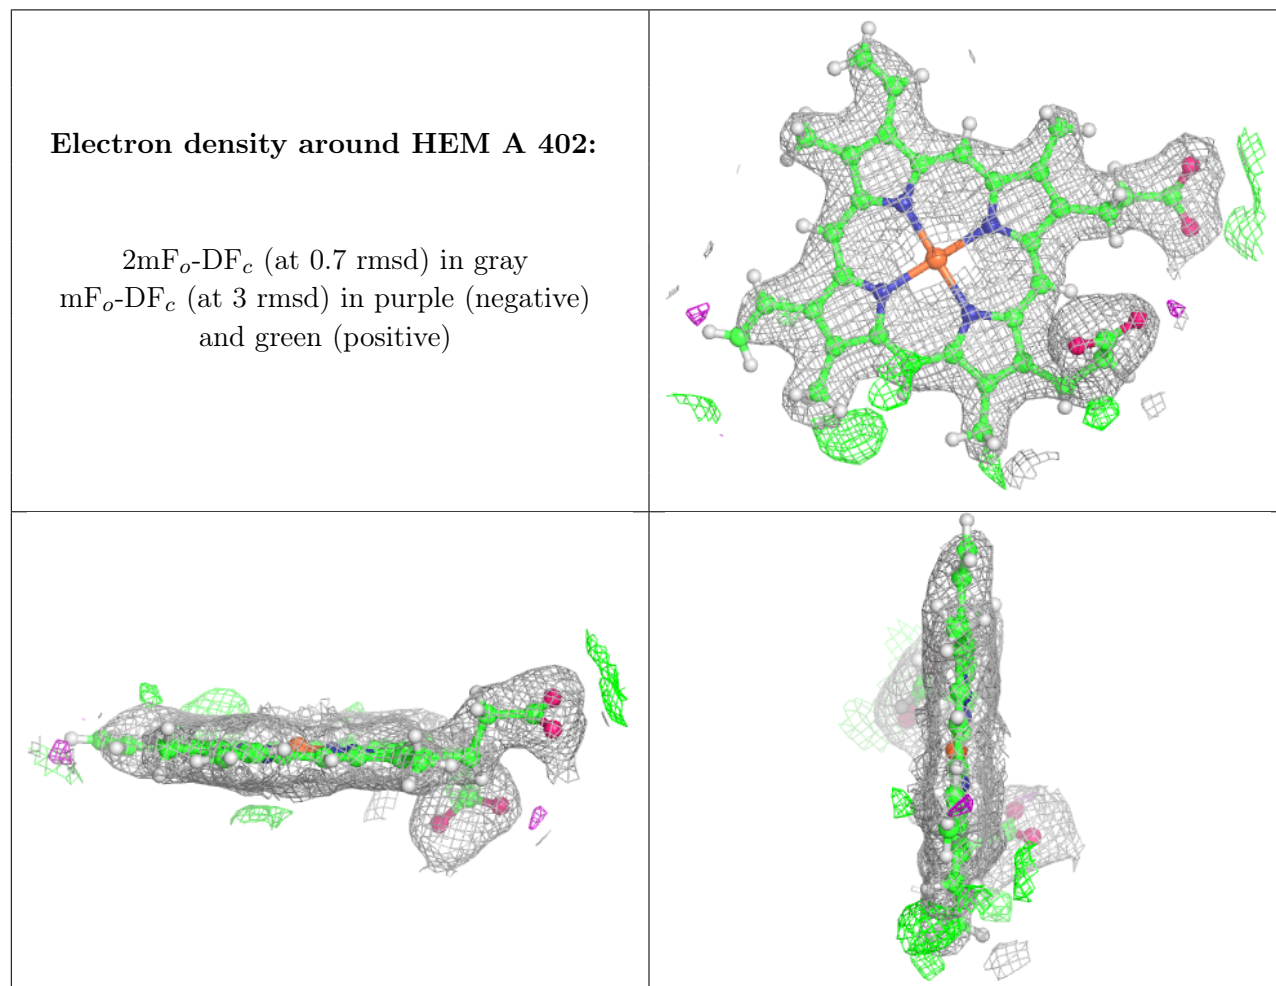 Electron density around HEM A 402:
2mFo-DFc (at 0.7 rmsd) in gray
mFo-DFc (at 3 rmsd) in purple (negative)
and green (positive)